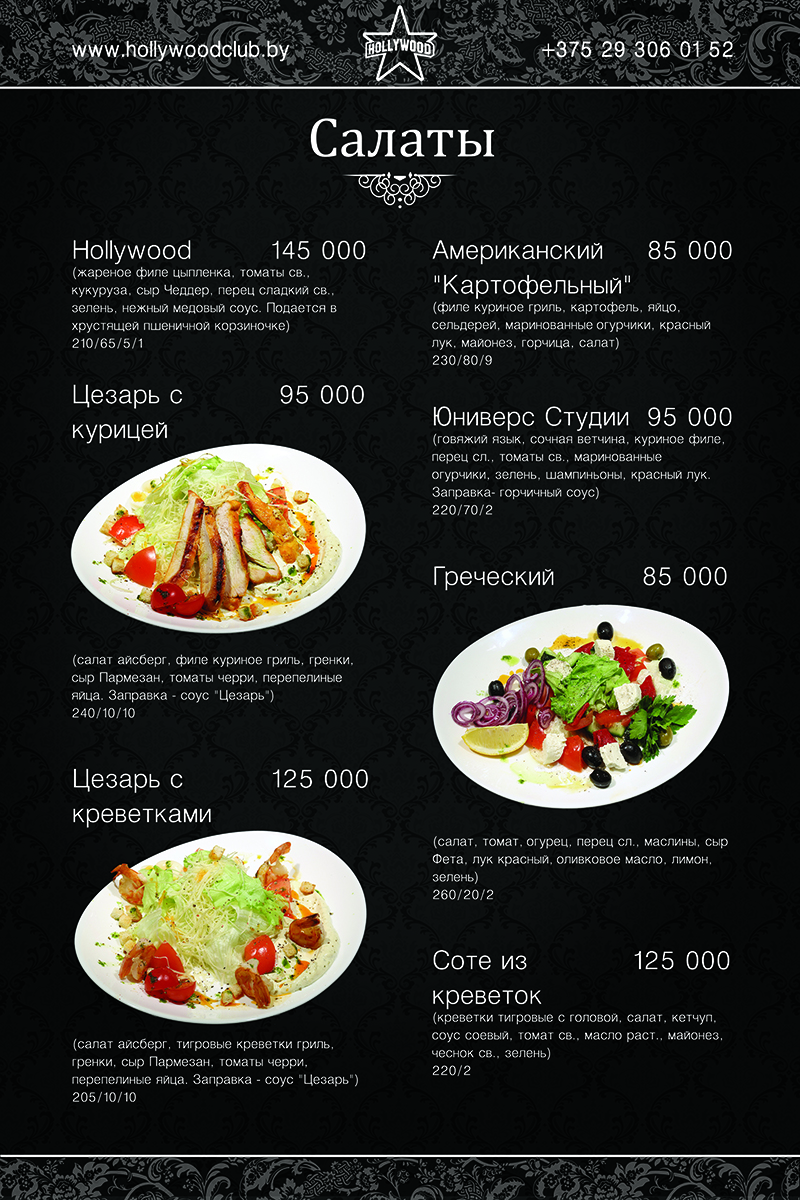 www.hollywoodclub.by
HOLLYWOOD
+375 29 306 01 52
Салаты
Hollywood 145 000
(жареное филе цыпленка, томаты св.,
кукуруза, сыр Чеддер, перец сладкий св.,
зелень, нежный медовый соус. Подается в
хрустящей пшеничной корзиночке)
210/65/5/1
Цезарь с 95 000
курицей
(салат айсберг, филе куриное гриль, гренки,
сыр Пармезан, томаты черри, перепелиные
яйца. Заправка - соус "Цезарь")
240/10/10
Цезарь с 125 000
креветками
(салат айсберг, тигровые креветки гриль,
гренки, сыр Пармезан, томаты черри,
перепелиные яйца. Заправка - соус "Цезарь")
205/10/10
Американский 85 000
"Картофельный"
(филе куриное гриль, картофель, яйцо,
сельдерей, маринованные огурчики, красный
лук, майонез, горчица, салат)
230/80/9
Юниверс Студии 95 000
(говяжий язык, сочная ветчина, куриное филе,
перец сл., томаты св., маринованные
огурчики, зелень, шампиньоны, красный лук.
Заправка- горчичный соус)
220/70/2
Греческий 85 000
(салат, томат, огурец, перец сл., маслины, сыр
Фета, лук красный, оливковое масло, лимон,
зелень)
260/20/2
Соте из 125 000
креветок
(креветки тигровые с головой, салат, кетчуп,
соус соевый, томат св., масло раст., майонез,
чеснок св., зелень)
220/2